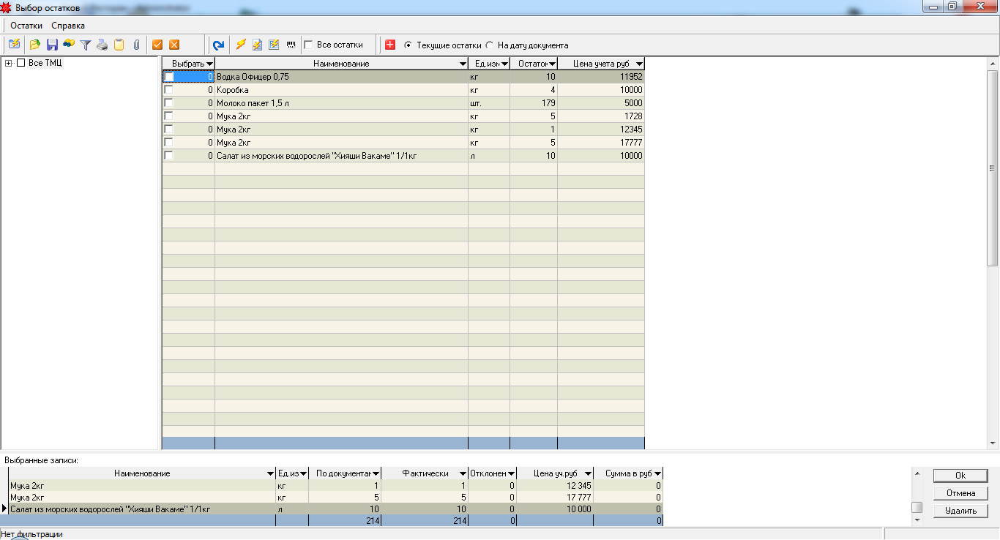 Выбор остатков
Остатки Справка
Все остатки Текущие остатки На дату документа
Все ТМЦ
Выбрать Наименование Ед.изм Остаток Цена учета руб
0 Водка Офицер 0,75 кг 10 11952
0 Коробка кг 4 10000
0 Молоко пакет 1,5 л шт. 179 5000
0 Мука 2кг кг 5 1728
0 Мука 2кг кг 1 12345
0 Мука 2кг кг 5 17777
0 Салат из морских водорослей "Хияши Вакаме" 1/1кг л 10 10000
Выбранные записи:
Наименование Ед.из По документам Фактически Отклонен Цена уч.руб Сумма в руб
Мука 2кг кг 1 1 0 12 345 0
Мука 2кг кг 5 5 0 17 777 0
Салат из морских водорослей "Хияши Вакаме" 1/1кг л 10 10 0 10 000 0
214 214 0 0
Ok
Отмена
Удалить
Нет фильтрации